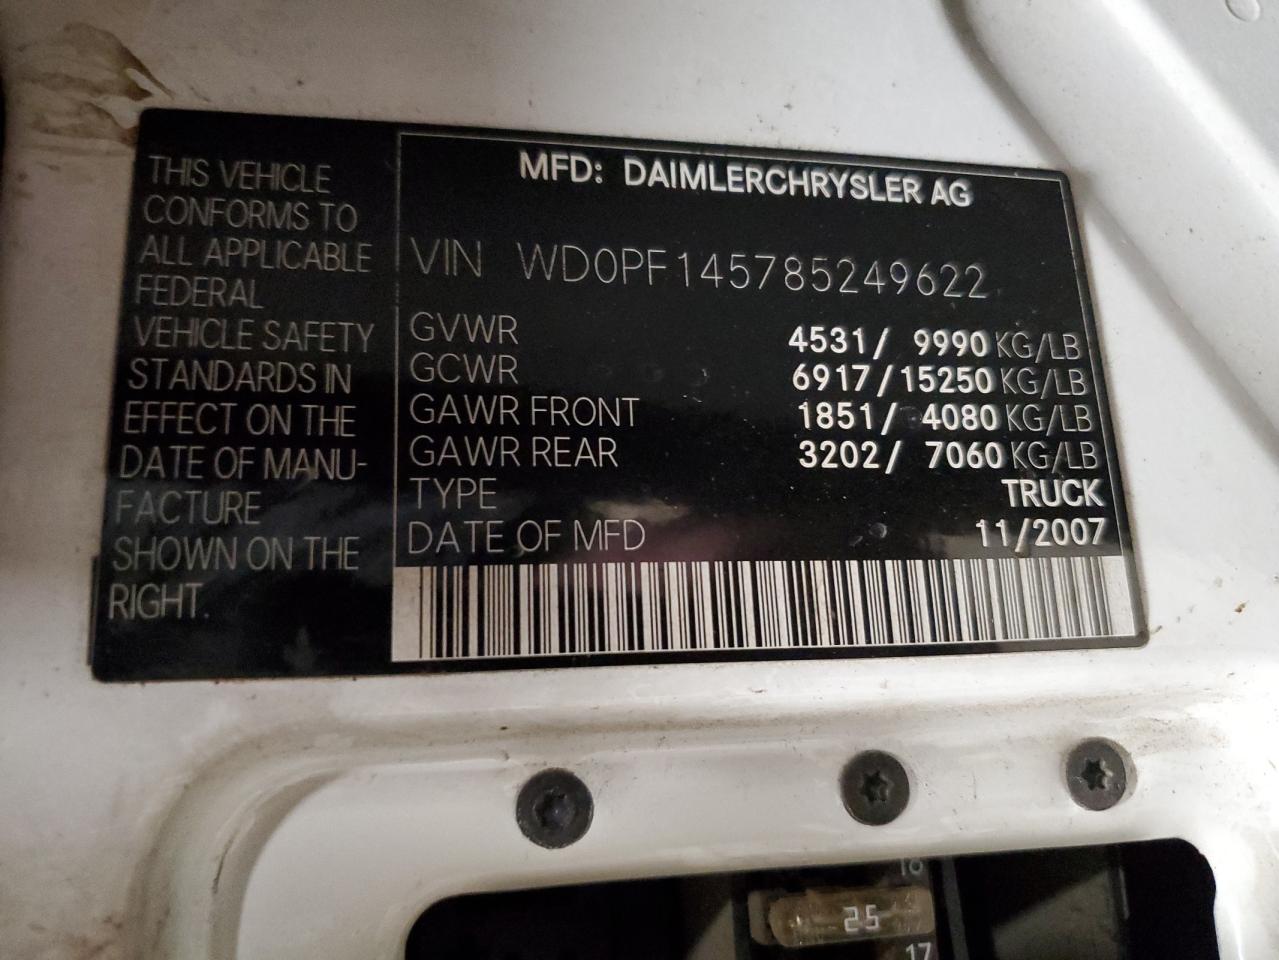 THIS VEHICLE
CONFORMS TO
ALL APPLICABLE
FEDERAL
VEHICLE SAFETY
STANDARDS IN
EFFECT ON THE
DATE OF MANU-
FACTURE
SHOWN ON THE
RIGHT.
MFD: DAIMLERCHRYSLER AG
VIN WD0PF145785249622
GVWR 4531/ 9990 KG/LB
GCWR 6917/15250 KG/LB
GAWR FRONT 1851/ 4080 KG/LB
GAWR REAR 3202/ 7060 KG/LB
TYPE TRUCK
DATE OF MFD 11/2007
16
25
17